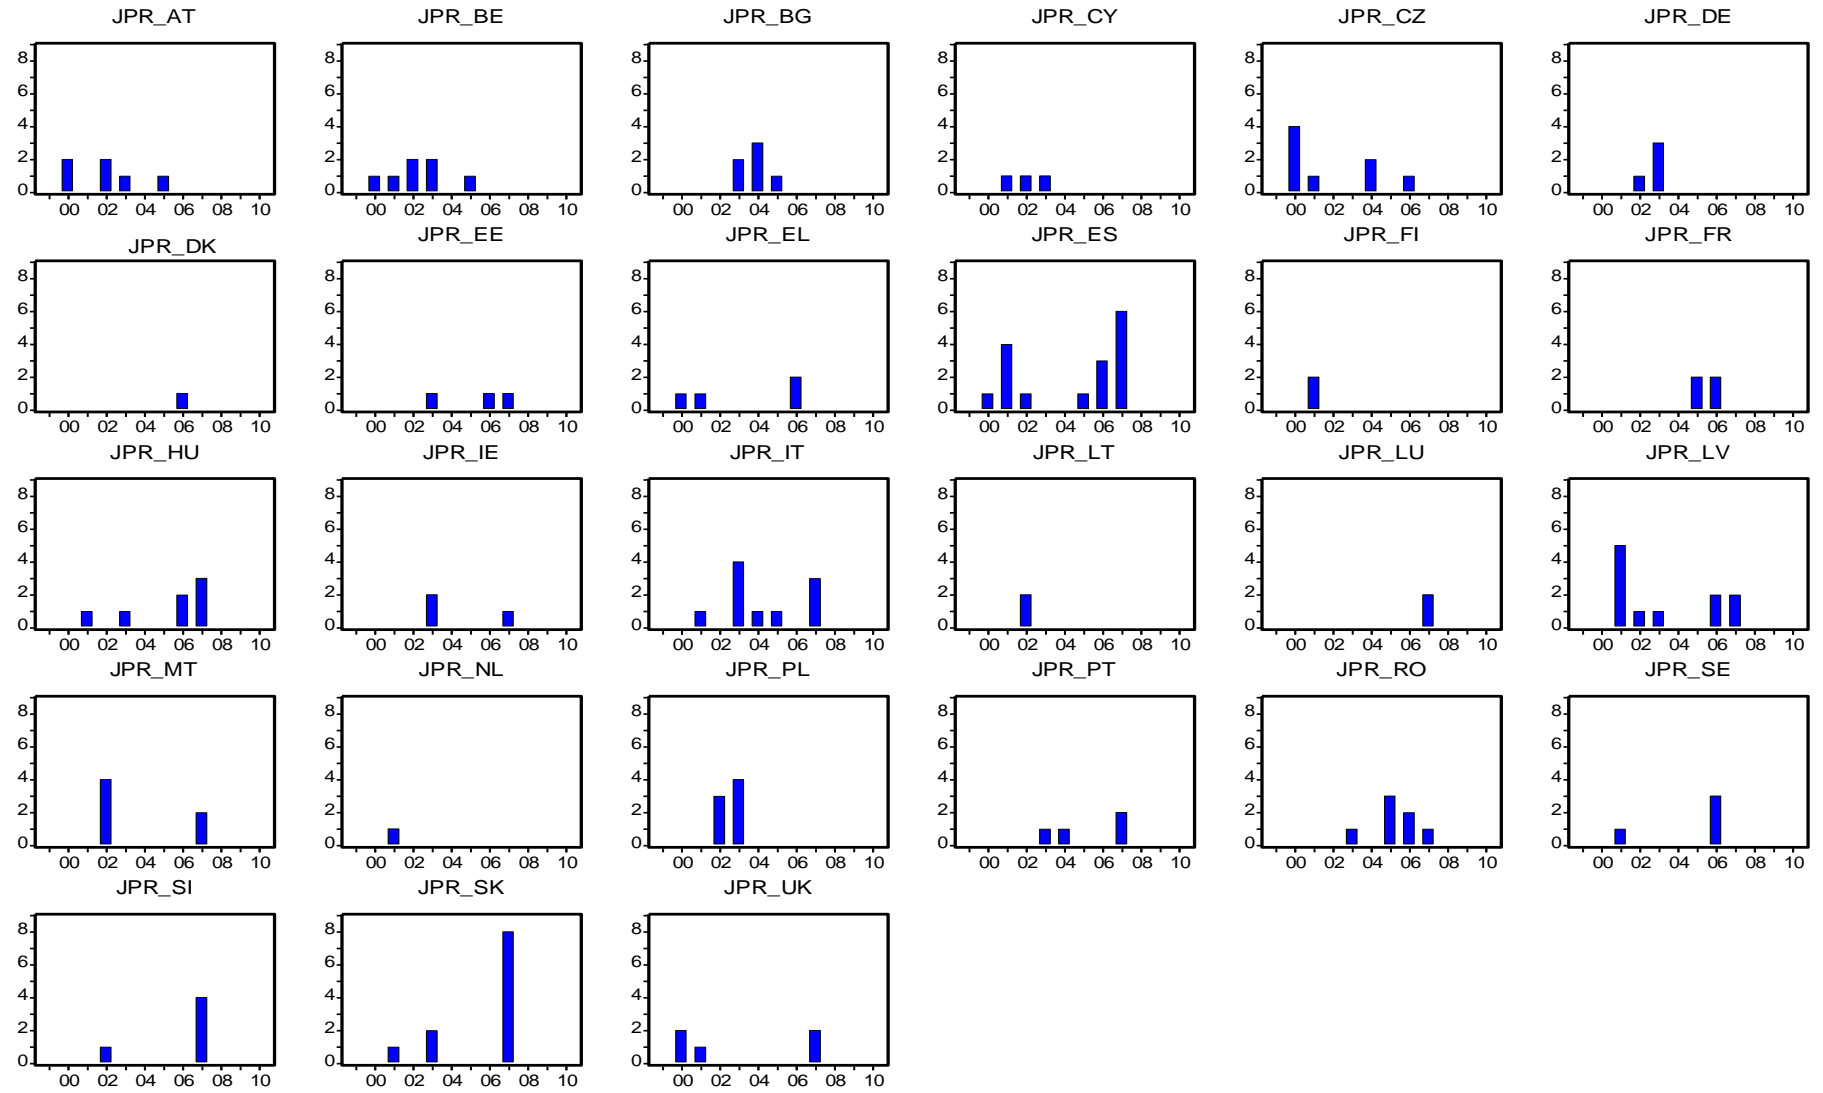 JPR_AT JPR_BE JPR_BG JPR_CY JPR_CZ JPR_DE
8 8 8 8 8 8
6 6 6 6 6 6
4 4 4 4 4 4
2 2 2 2 2 2
0 0 0 0 0 0
00 02 04 06 08 10 00 02 04 06 08 10 00 02 04 06 08 10 00 02 04 06 08 10 00 02 04 06 08 10 00 02 04 06 08 10
JPR_DK JPR_EE JPR_EL JPR_ES JPR_FI JPR_FR
8 8 8 8 8 8
6 6 6 6 6 6
4 4 4 4 4 4
2 2 2 2 2 2
0 0 0 0 0 0
00 02 04 06 08 10 00 02 04 06 08 10 00 02 04 06 08 10 00 02 04 06 08 10 00 02 04 06 08 10 00 02 04 06 08 10
JPR_HU JPR_IE JPR_IT JPR_LT JPR_LU JPR_LV
8 8 8 8 8 8
6 6 6 6 6 6
4 4 4 4 4 4
2 2 2 2 2 2
0 0 0 0 0 0
00 02 04 06 08 10 00 02 04 06 08 10 00 02 04 06 08 10 00 02 04 06 08 10 00 02 04 06 08 10 00 02 04 06 08 10
JPR_MT JPR_NL JPR_PL JPR_PT JPR_RO JPR_SE
8 8 8 8 8 8
6 6 6 6 6 6
4 4 4 4 4 4
2 2 2 2 2 2
0 0 0 0 0 0
00 02 04 06 08 10 00 02 04 06 08 10 00 02 04 06 08 10 00 02 04 06 08 10 00 02 04 06 08 10 00 02 04 06 08 10
JPR_SI JPR_SK JPR_UK
8 8 8
6 6 6
4 4 4
2 2 2
0 0 0
00 02 04 06 08 10 00 02 04 06 08 10 00 02 04 06 08 10